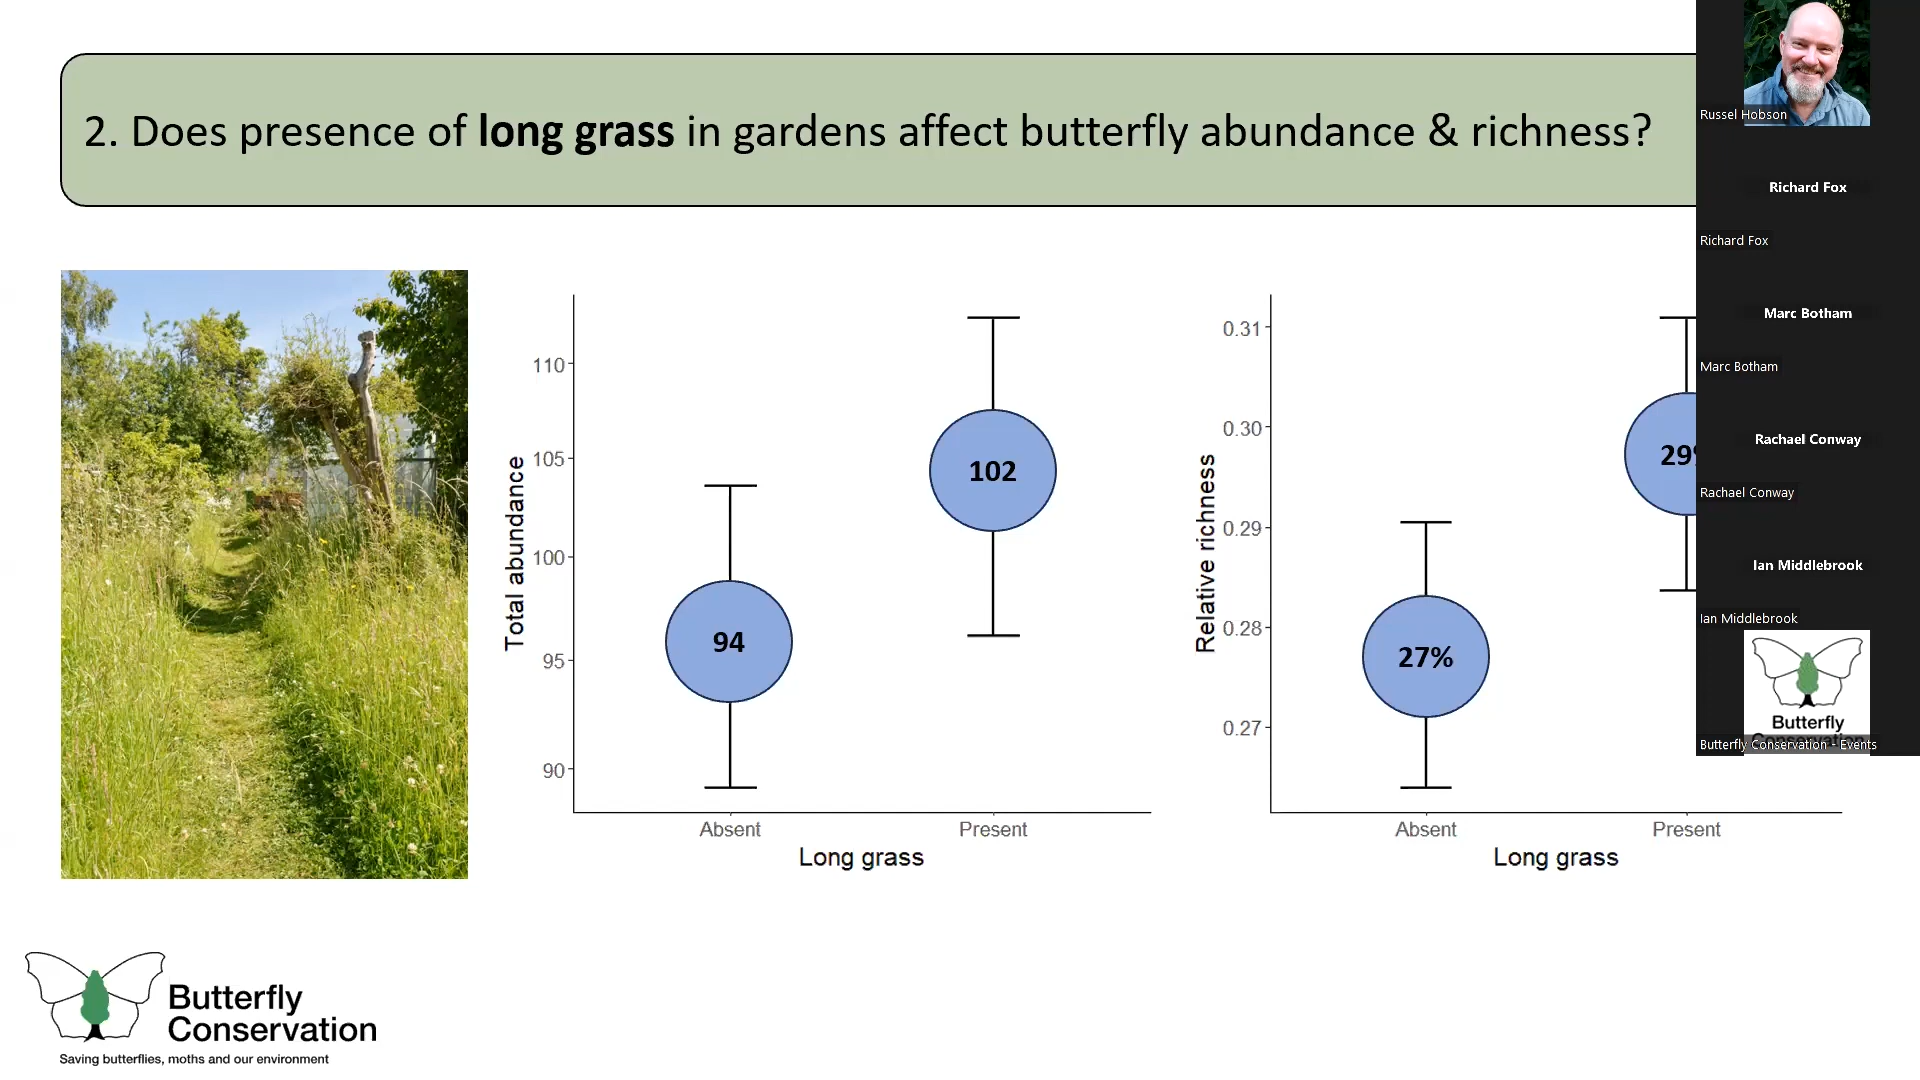 2. Does presence of long grass in gardens affect butterfly abundance & richness?
Total abundance
110
105
100
95
90
102
94
Absent
Present
Long grass
Relative richness
0.31
0.30
0.29
0.28
0.27
29
27%
Absent
Present
Long grass
Russel Hobson
Richard Fox
Richard Fox
Marc Botham
Marc Botham
Rachael Conway
Rachael Conway
Ian Middlebrook
Ian Middlebrook
Butterfly
Conservation
Butterfly Conservation - Events
Butterfly
Conservation
Saving butterflies, moths and our environment